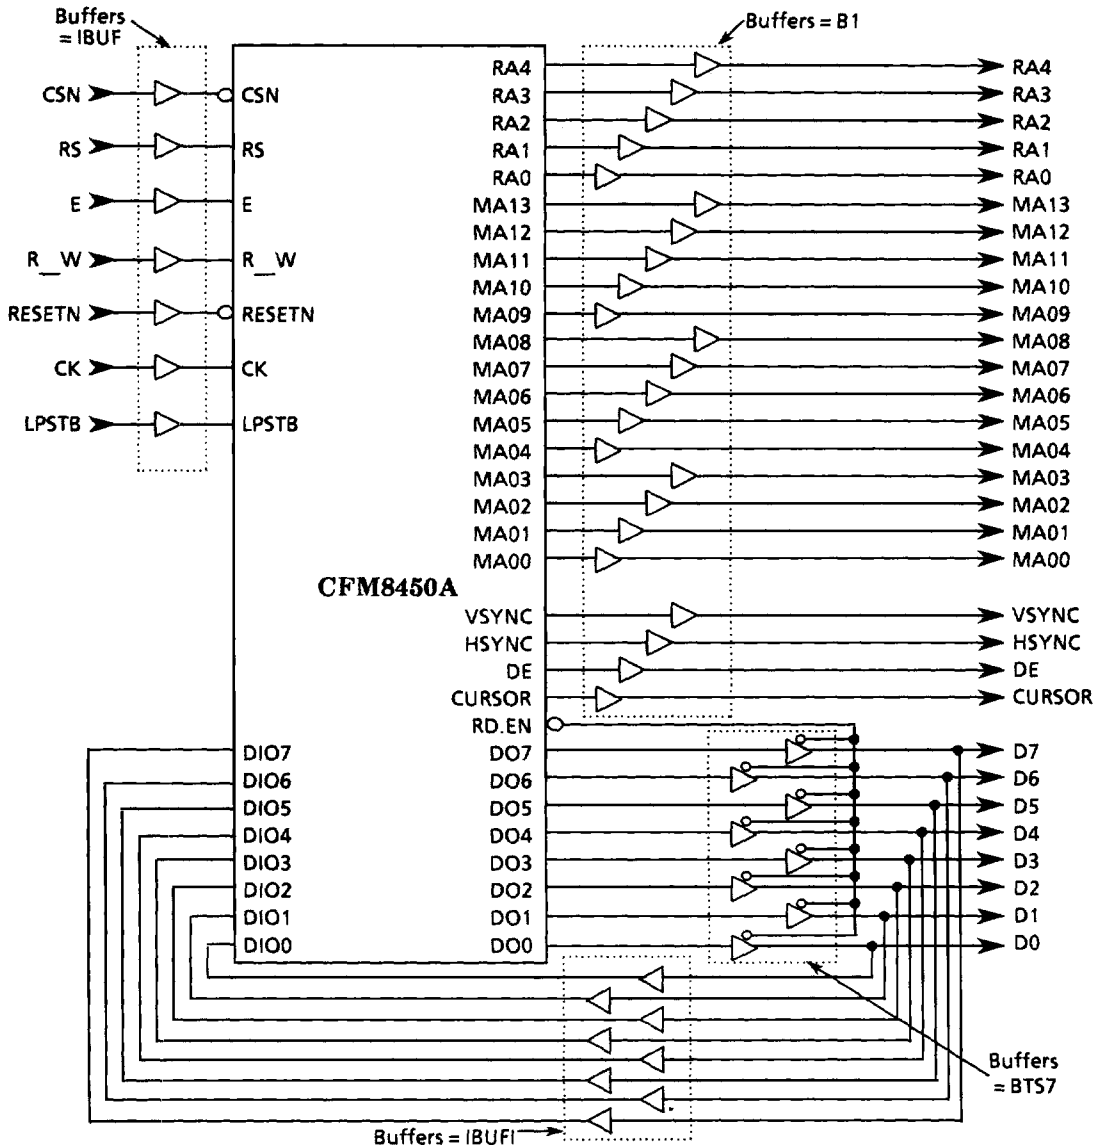 Buffers
= IBUF
Buffers = B1
CSN
RS
E
R__W
RESETN
CK
LPSTB
CSN
RS
E
R__W
RESETN
CK
LPSTB
CFM8450A
RA4
RA3
RA2
RA1
RA0
MA13
MA12
MA11
MA10
MA09
MA08
MA07
MA06
MA05
MA04
MA03
MA02
MA01
MA00
VSYNC
HSYNC
DE
CURSOR
RD.EN
DO7
DO6
DO5
DO4
DO3
DO2
DO1
DO0
DIO7
DIO6
DIO5
DIO4
DIO3
DIO2
DIO1
DIO0
RA4
RA3
RA2
RA1
RA0
MA13
MA12
MA11
MA10
MA09
MA08
MA07
MA06
MA05
MA04
MA03
MA02
MA01
MA00
VSYNC
HSYNC
DE
CURSOR
D7
D6
D5
D4
D3
D2
D1
D0
Buffers
= BTS7
Buffers = IBUFI